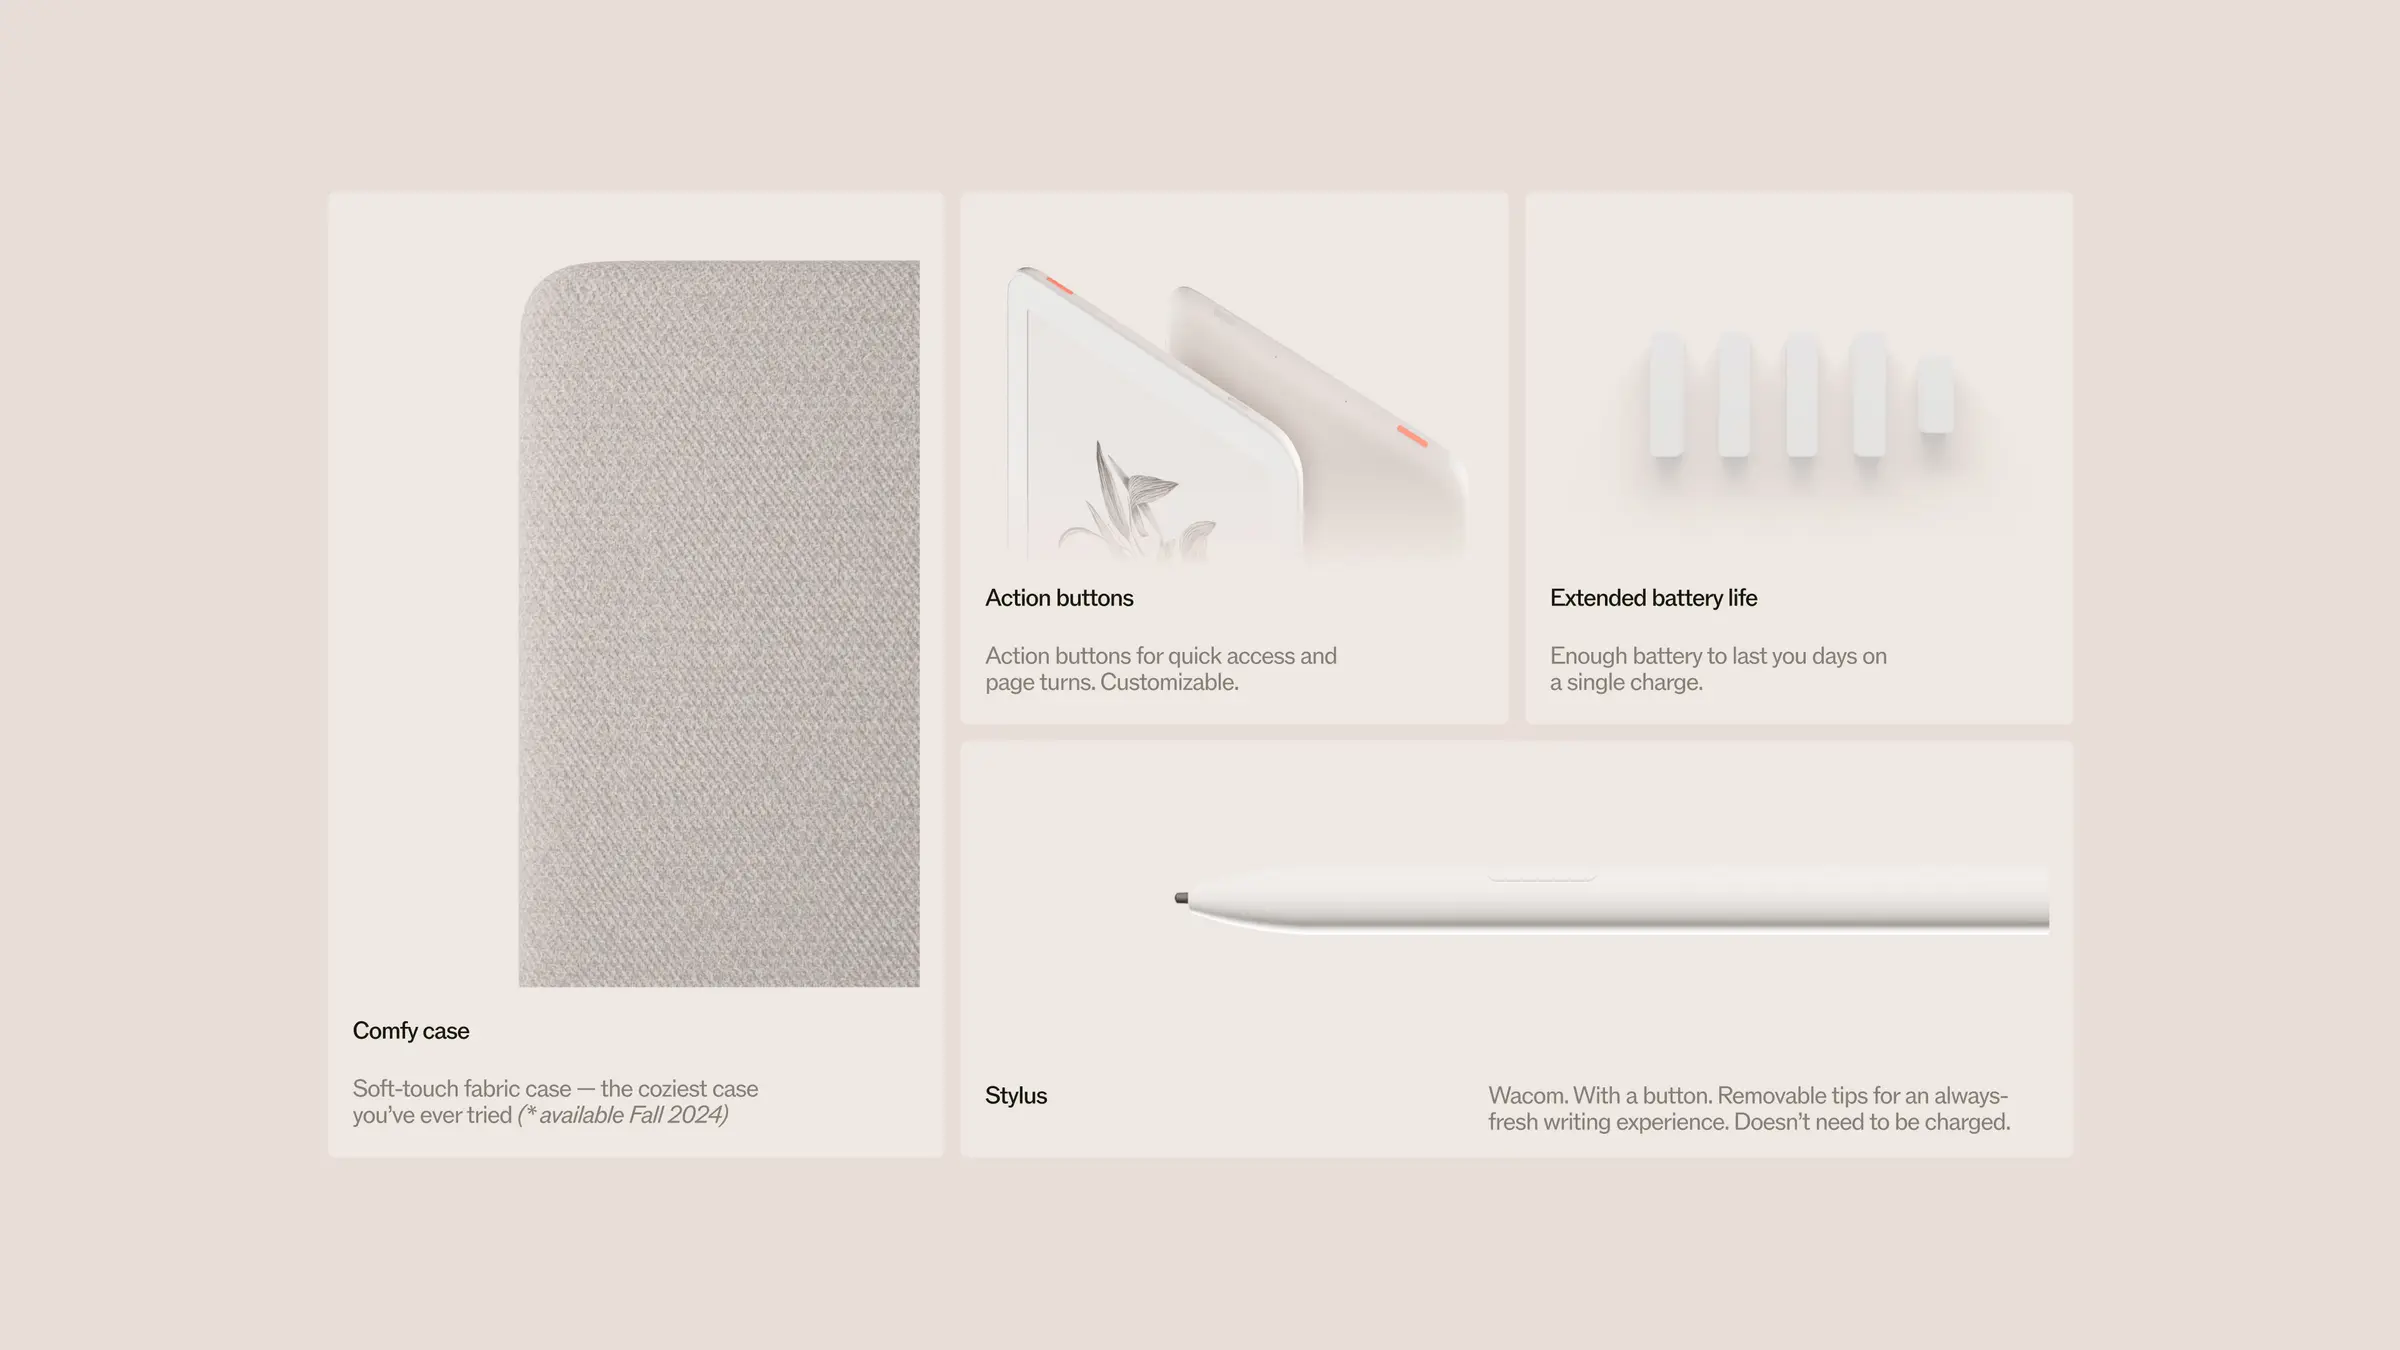 Action buttons
Action buttons for quick access and
page turns. Customizable.
Extended battery life
Enough battery to last you days on
a single charge.
Comfy case
Soft-touch fabric case — the coziest case
you’ve ever tried (*available Fall 2024)
Stylus
Wacom. With a button. Removable tips for an always-
fresh writing experience. Doesn’t need to be charged.